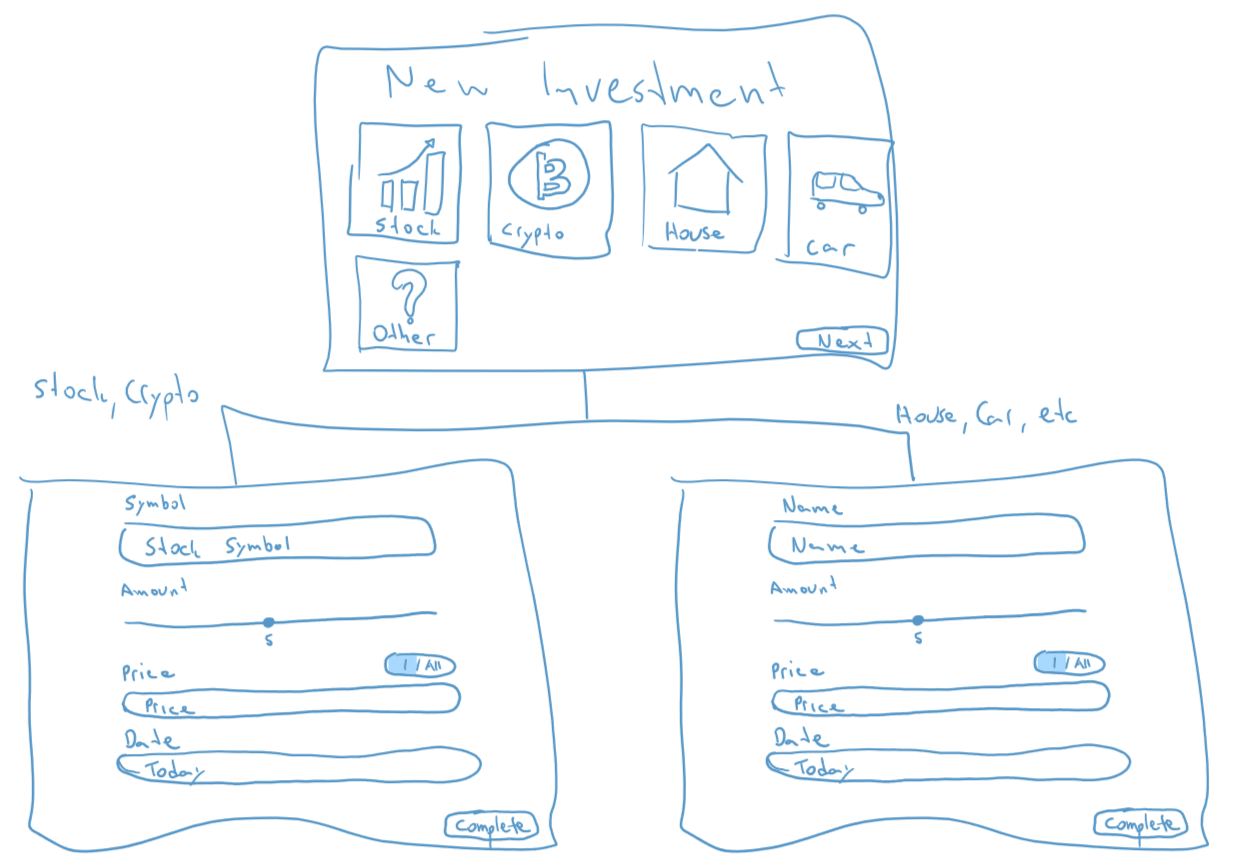 New Investment
Stock
Crypto
House
Car
Other
Next
Stock, Crypto
House, Car, etc
Symbol
Stock Symbol
Amount
5
Price
1 / All
Price
Date
Today
Complete
Name
Name
Amount
5
Price
1 / All
Price
Date
Today
Complete